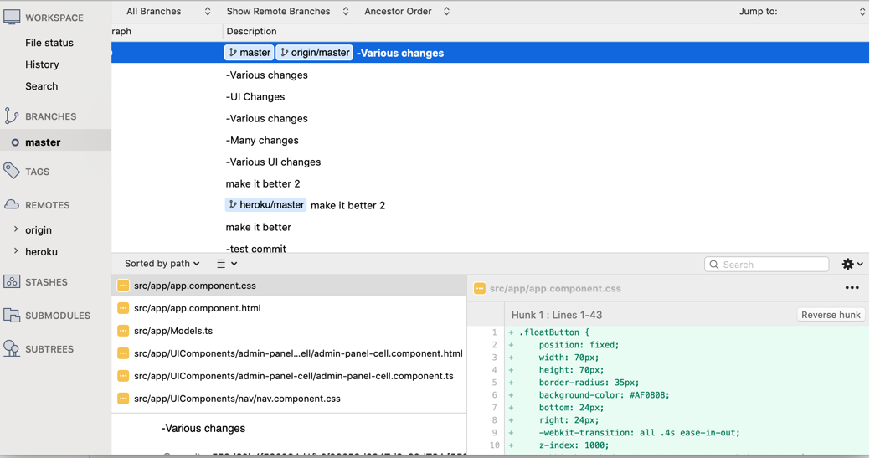 WORKSPACE
All Branches
Show Remote Branches
Ancestor Order
Jump to:
raph
Description
File status
History
Search
BRANCHES
master
TAGS
REMOTES
origin
heroku
STASHES
SUBMODULES
SUBTREES
master origin/master -Various changes
-Various changes
-UI Changes
-Various changes
-Many changes
-Various UI changes
make it better 2
heroku/master make it better 2
make it better
-test commit
Sorted by path
Search
src/app/app.component.css
src/app/app.component.html
src/app/Models.ts
src/app/UIComponents/admin-panel...ell/admin-panel-cell.component.html
src/app/UIComponents/admin-panel-cell/admin-panel-cell.component.ts
src/app/UIComponents/nav/nav.component.css
-Various changes
src/app/app.component.css
Hunk 1 : Lines 1-43
Reverse hunk
1 + .floatButton {
2 + position: fixed;
3 + width: 70px;
4 + height: 70px;
5 + border-radius: 35px;
6 + background-color: #AF0808;
7 + bottom: 24px;
8 + right: 24px;
9 + -webkit-transition: all .4s ease-in-out;
10 + z-index: 1000;